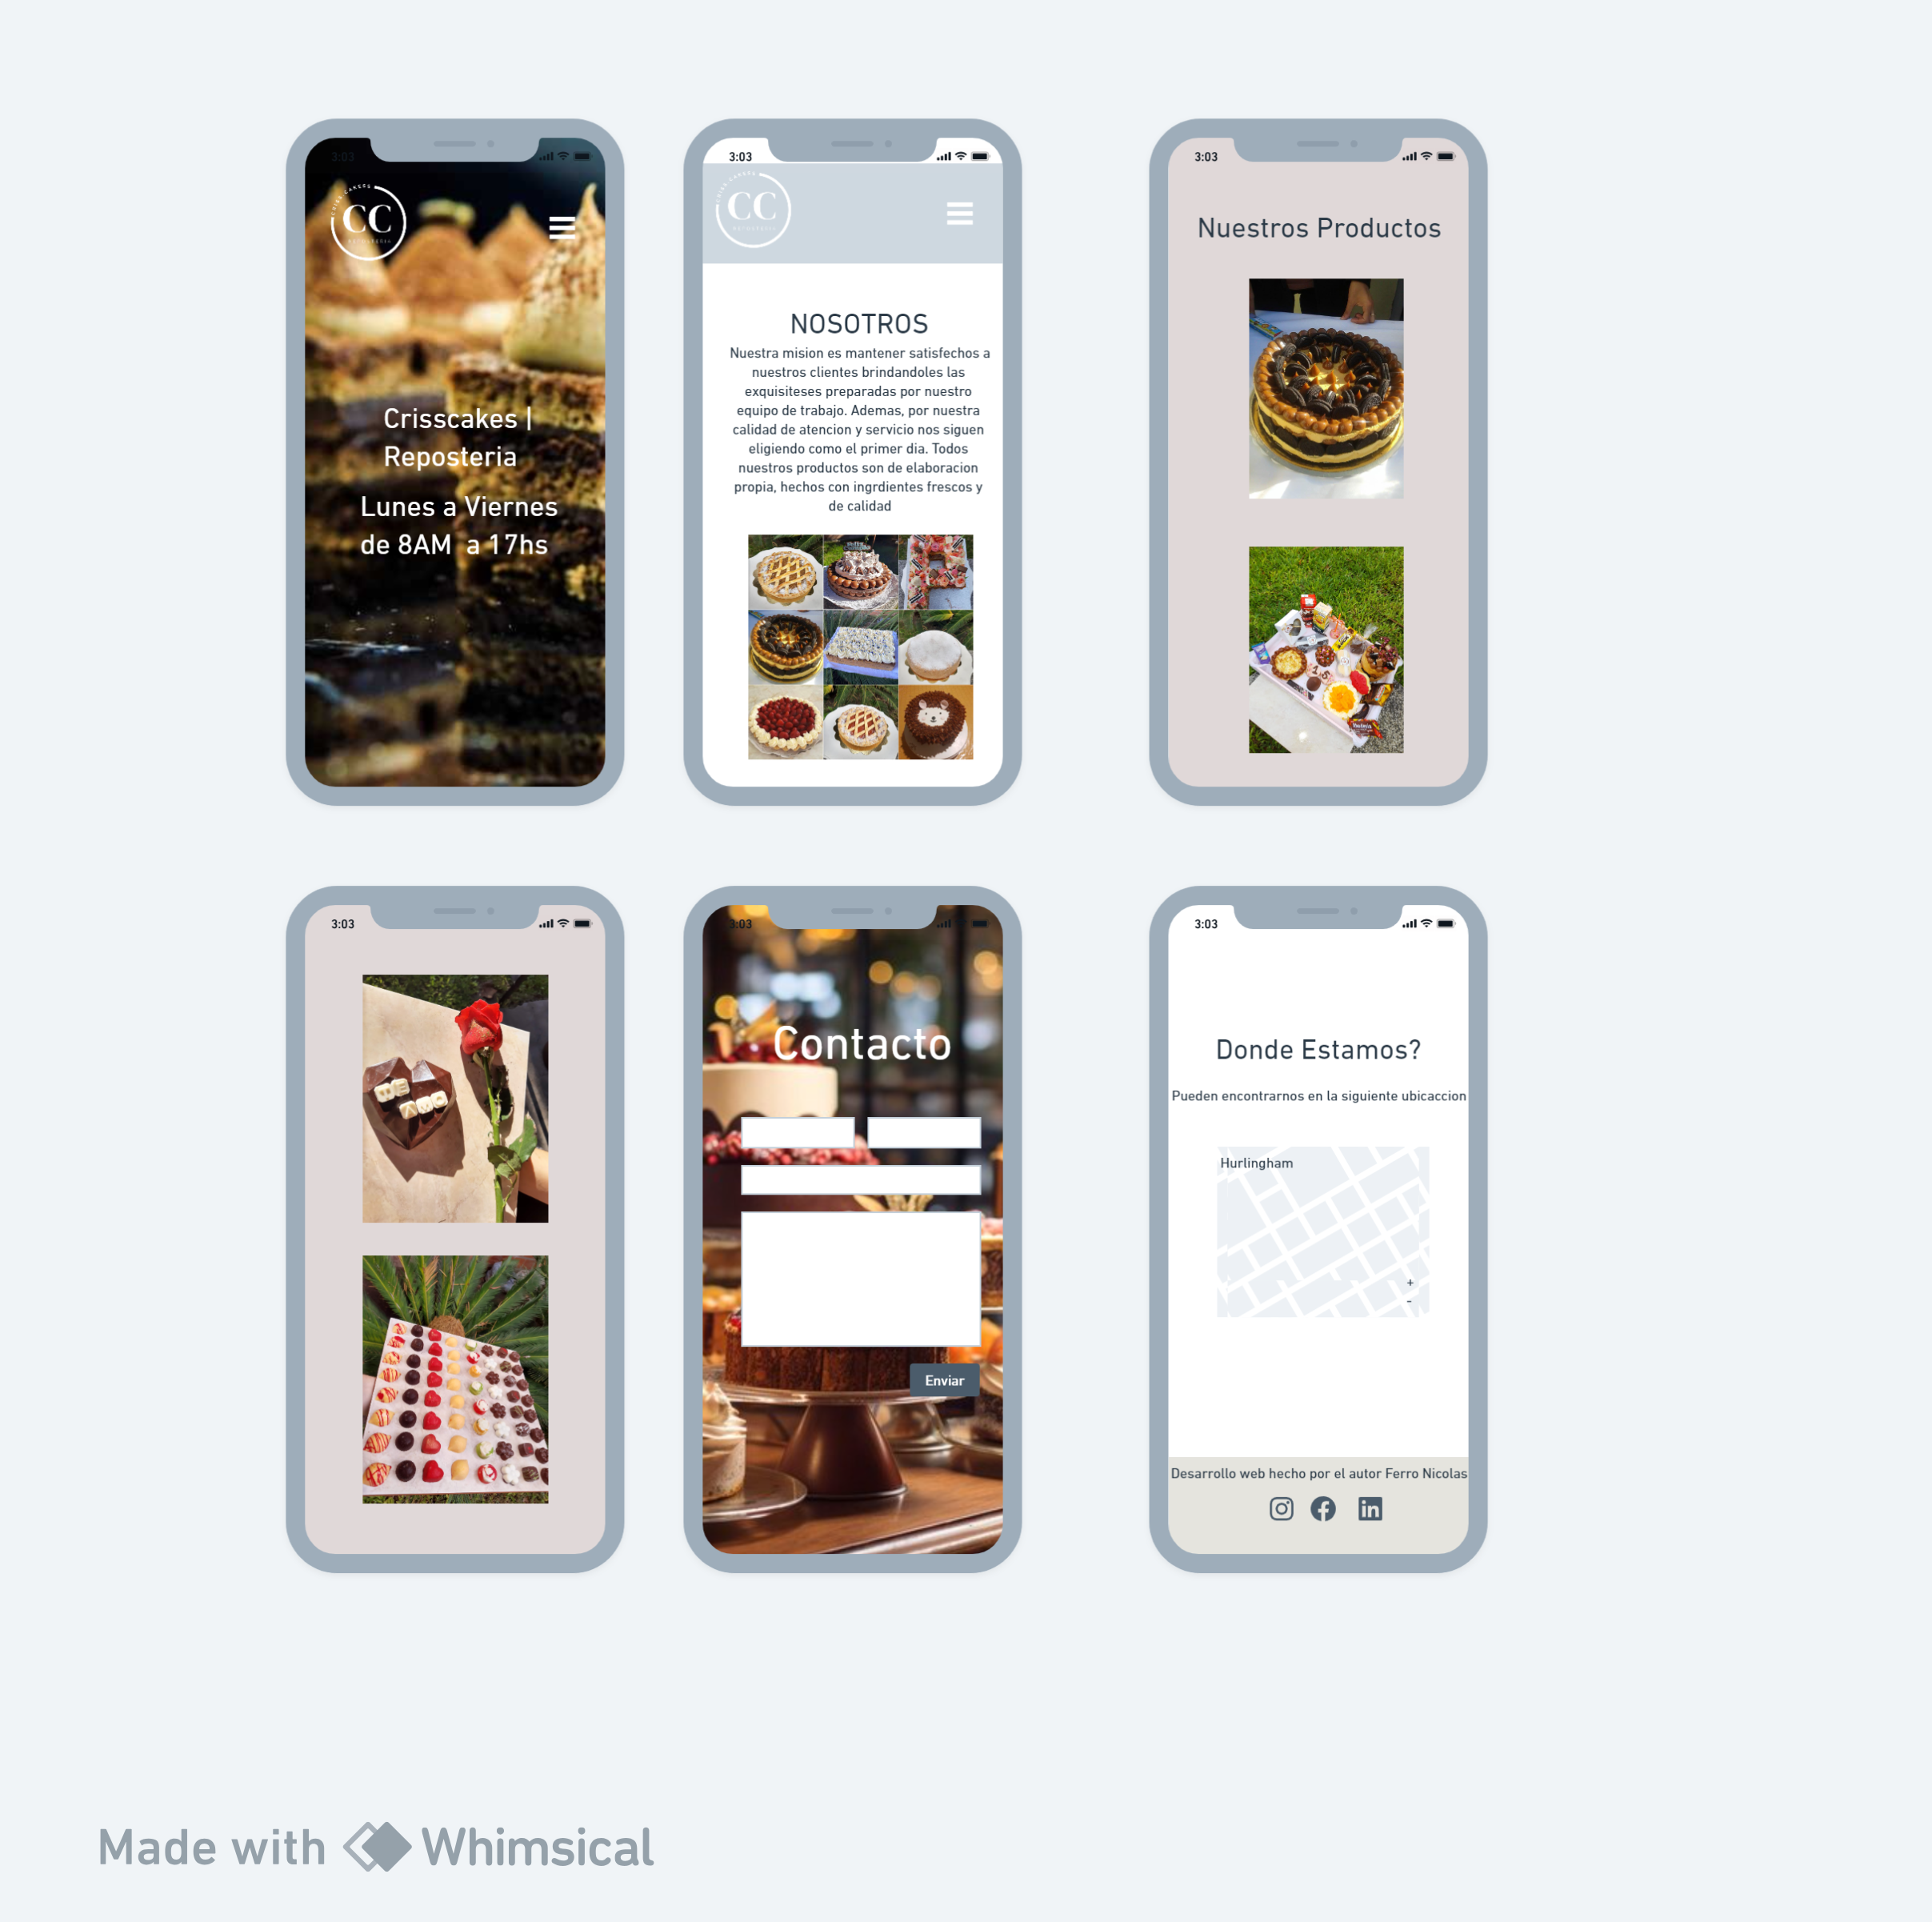 3:03
CRISS CAKERS
CC
Crisscakes |
Reposteria
Lunes a Viernes
de 8AM a 17hs
3:03
CC
NOSOTROS
Nuestra mision es mantener satisfechos a
nuestros clientes brindandoles las
exquisiteses preparadas por nuestro
equipo de trabajo. Ademas, por nuestra
calidad de atencion y servicio nos siguen
eligiendo como el primer dia. Todos
nuestros productos son de elaboracion
propia, hechos con ingrdientes frescos y
de calidad
3:03
Nuestros Productos
3:03
TE
AMO
3:03
Contacto
Enviar
3:03
Donde Estamos?
Pueden encontrarnos en la siguiente ubicaccion
Hurlingham
+
-
Desarrollo web hecho por el autor Ferro Nicolas
Made with Whimsical